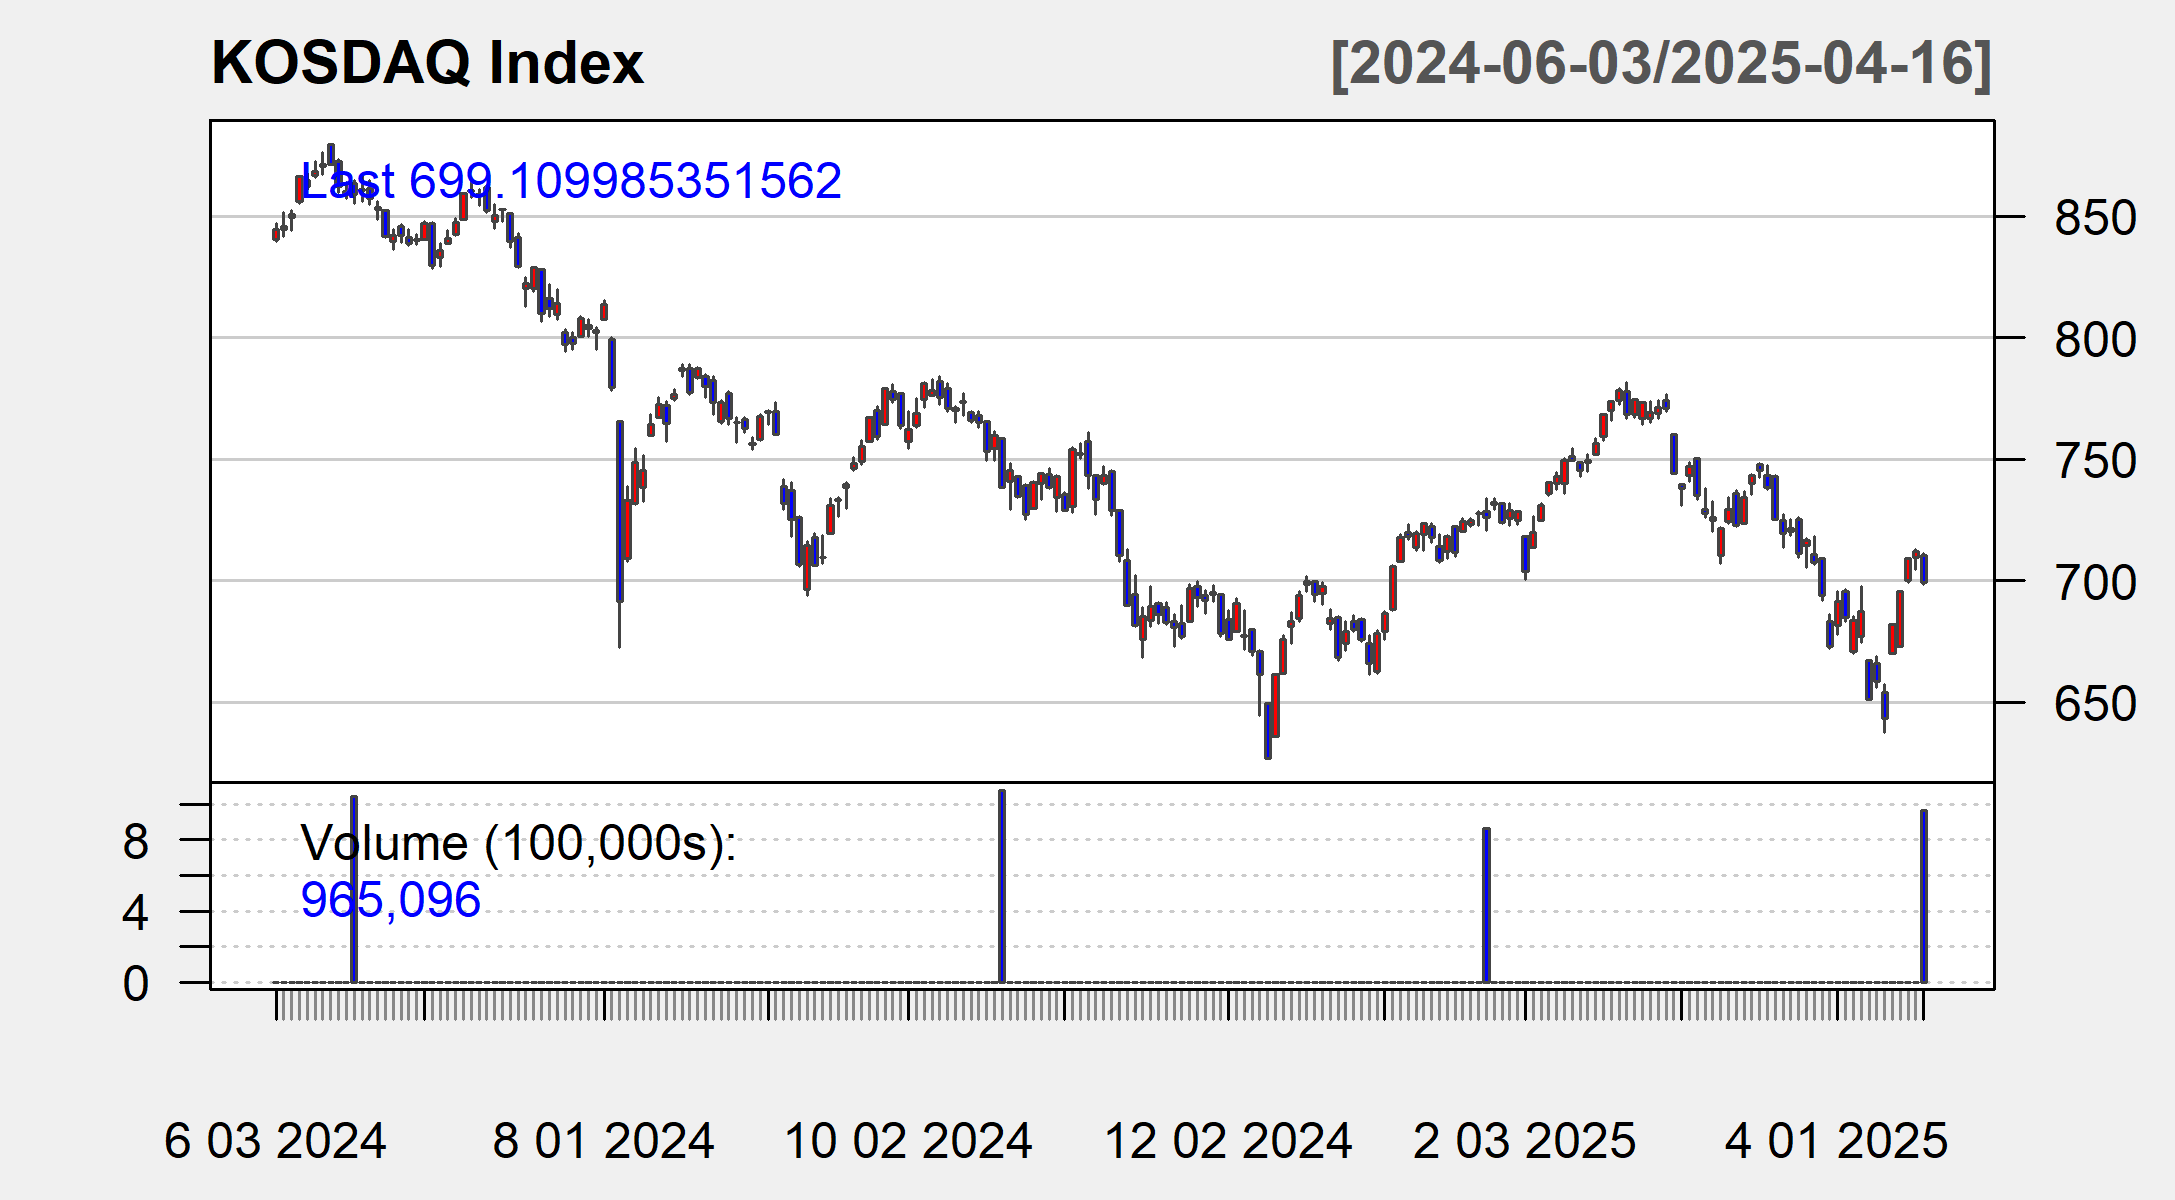 KOSDAQ Index
[2024-06-03/2025-04-16]
Last 699.109985351562
850
800
750
700
650
Volume (100,000s):
965,096
8
4
0
6 03 2024
8 01 2024
10 02 2024
12 02 2024
2 03 2025
4 01 2025